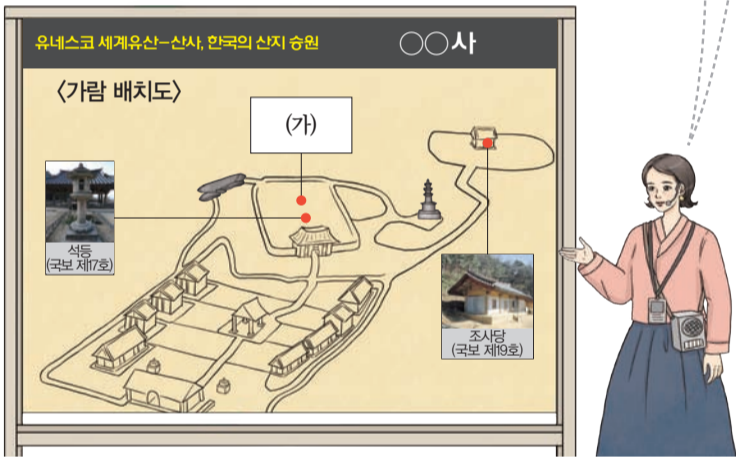 유네스코 세계유산-산사, 한국의 산지 승원
○○사
〈가람 배치도〉
(가)
석등
(국보 제17호)
조사당
(국보 제19호)